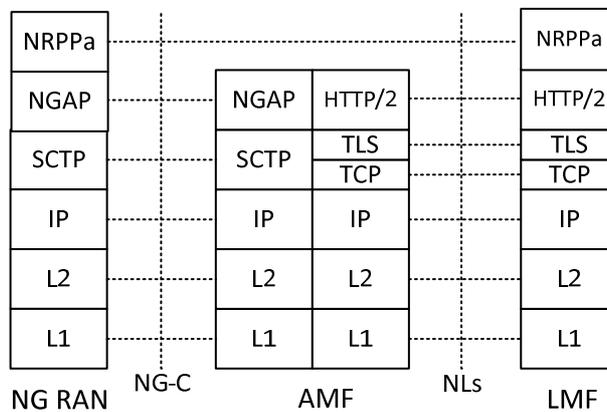 NRPPa NRPPa
NGAP NGAP HTTP/2 HTTP/2
SCTP SCTP TLS TLS
TCP TCP
IP IP IP IP
L2 L2 L2 L2
L1 L1 L1 L1
NG RAN NG-C AMF NLs LMF